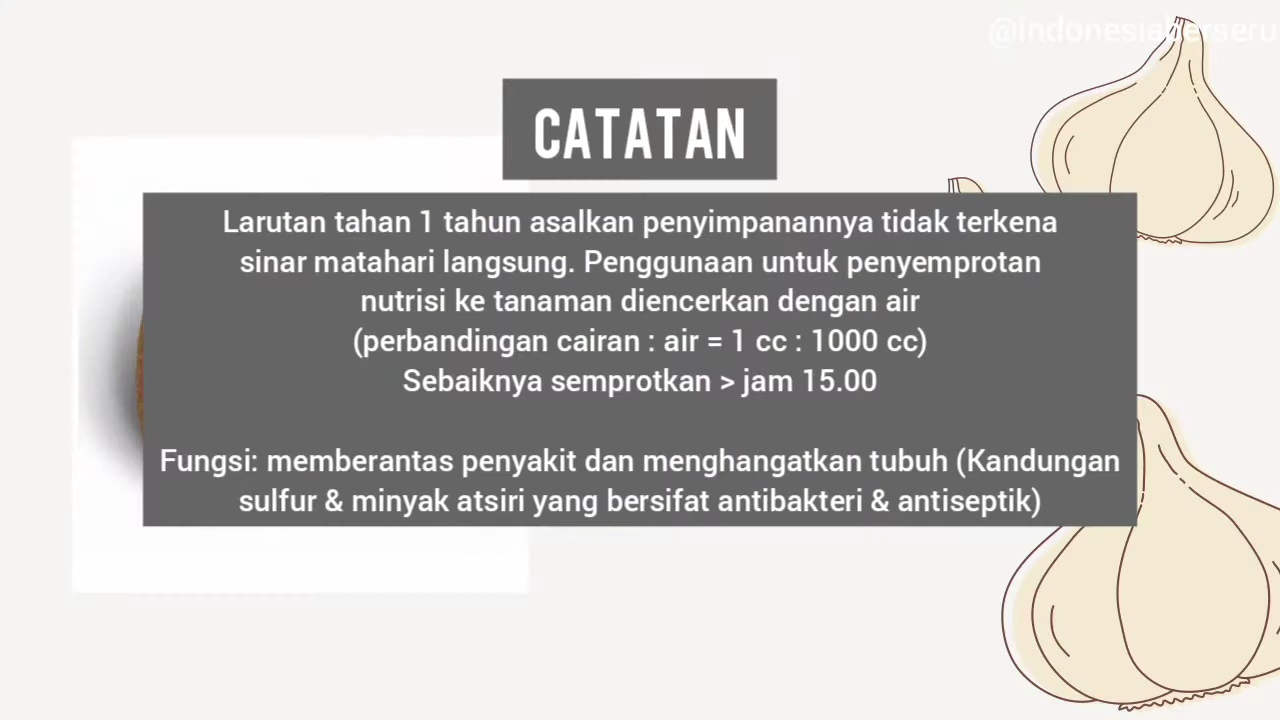 @indonesiaberseru
CATATAN
Larutan tahan 1 tahun asalkan penyimpanannya tidak terkena
sinar matahari langsung. Penggunaan untuk penyemprotan
nutrisi ke tanaman diencerkan dengan air
(perbandingan cairan : air = 1 cc : 1000 cc)
Sebaiknya semprotkan > jam 15.00
Fungsi: memberantas penyakit dan menghangatkan tubuh (Kandungan
sulfur & minyak atsiri yang bersifat antibakteri & antiseptik)